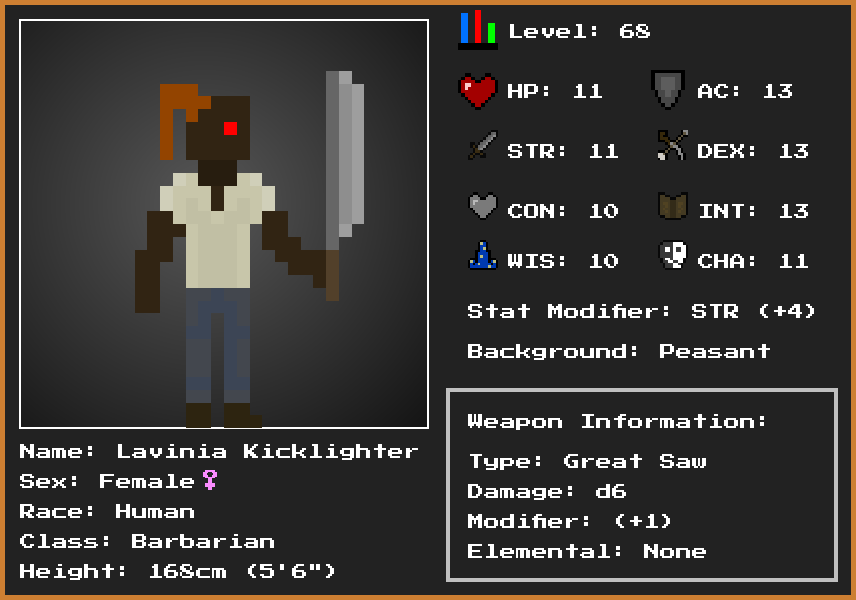 Level: 68
HP: 11
AC: 13
STR: 11
DEX: 13
CON: 10
INT: 13
WIS: 10
CHA: 11
Stat Modifier: STR (+4)
Background: Peasant
Weapon Information:
Type: Great Saw
Damage: d6
Modifier: (+1)
Elemental: None
Name: Lavinia Kicklighter
Sex: Female♀
Race: Human
Class: Barbarian
Height: 168cm (5'6")